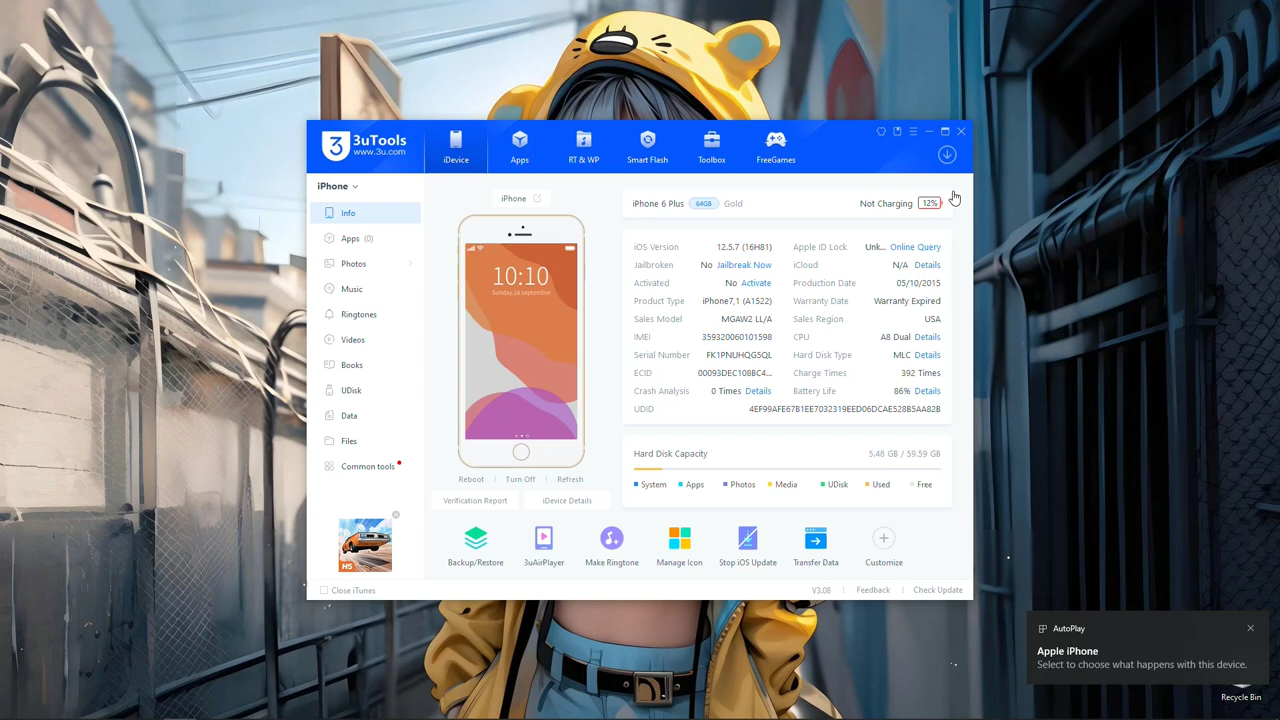 3uTools
www.3u.com
iDevice
Apps
RT & WP
Smart Flash
Toolbox
FreeGames
iPhone
Info
Apps (0)
Photos
Music
Ringtones
Videos
Books
UDisk
Data
Files
Common tools
H5
Close iTunes
iPhone
10:10
Reboot
Turn Off
Refresh
Verification Report
iDevice Details
iPhone 6 Plus 64GB Gold
Not Charging 12%
iOS Version 12.5.7 (16H81) Apple ID Lock Unk... Online Query
Jailbroken No Jailbreak Now iCloud N/A Details
Activated No Activate Production Date 05/10/2015
Product Type iPhone7,1 (A1522) Warranty Date Warranty Expired
Sales Model MGAW2 LL/A Sales Region USA
IMEI 359320060101598 CPU A8 Dual Details
Serial Number FK1PNUHQG5QL Hard Disk Type MLC Details
ECID 00093DEC108BC4... Charge Times 392 Times
Crash Analysis 0 Times Details Battery Life 86% Details
UDID 4EF99AFE67B1EE7032319EED06DCAE528B5AA82B
Hard Disk Capacity 5.48 GB / 59.59 GB
System Apps Photos Media UDisk Used Free
Backup/Restore
3uAirPlayer
Make Ringtone
Manage Icon
Stop iOS Update
Transfer Data
Customize
V3.08
Feedback
Check Update
AutoPlay
Apple iPhone
Select to choose what happens with this device.
Recycle Bin